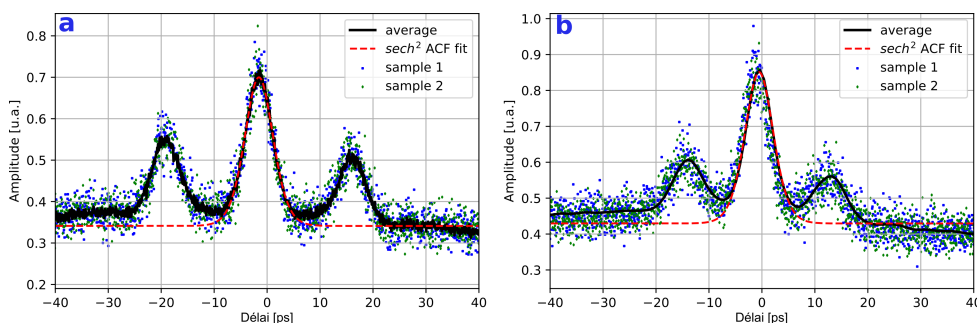 a
average
sech² ACF fit
sample 1
sample 2
Amplitude [u.a.]
0.8
0.7
0.6
0.5
0.4
0.3
0.2
−40 −30 −20 −10 0 10 20 30 40
Délai [ps]
b
average
sech² ACF fit
sample 1
sample 2
Amplitude [u.a.]
1.0
0.9
0.8
0.7
0.6
0.5
0.4
0.3
−40 −30 −20 −10 0 10 20 30 40
Délai [ps]